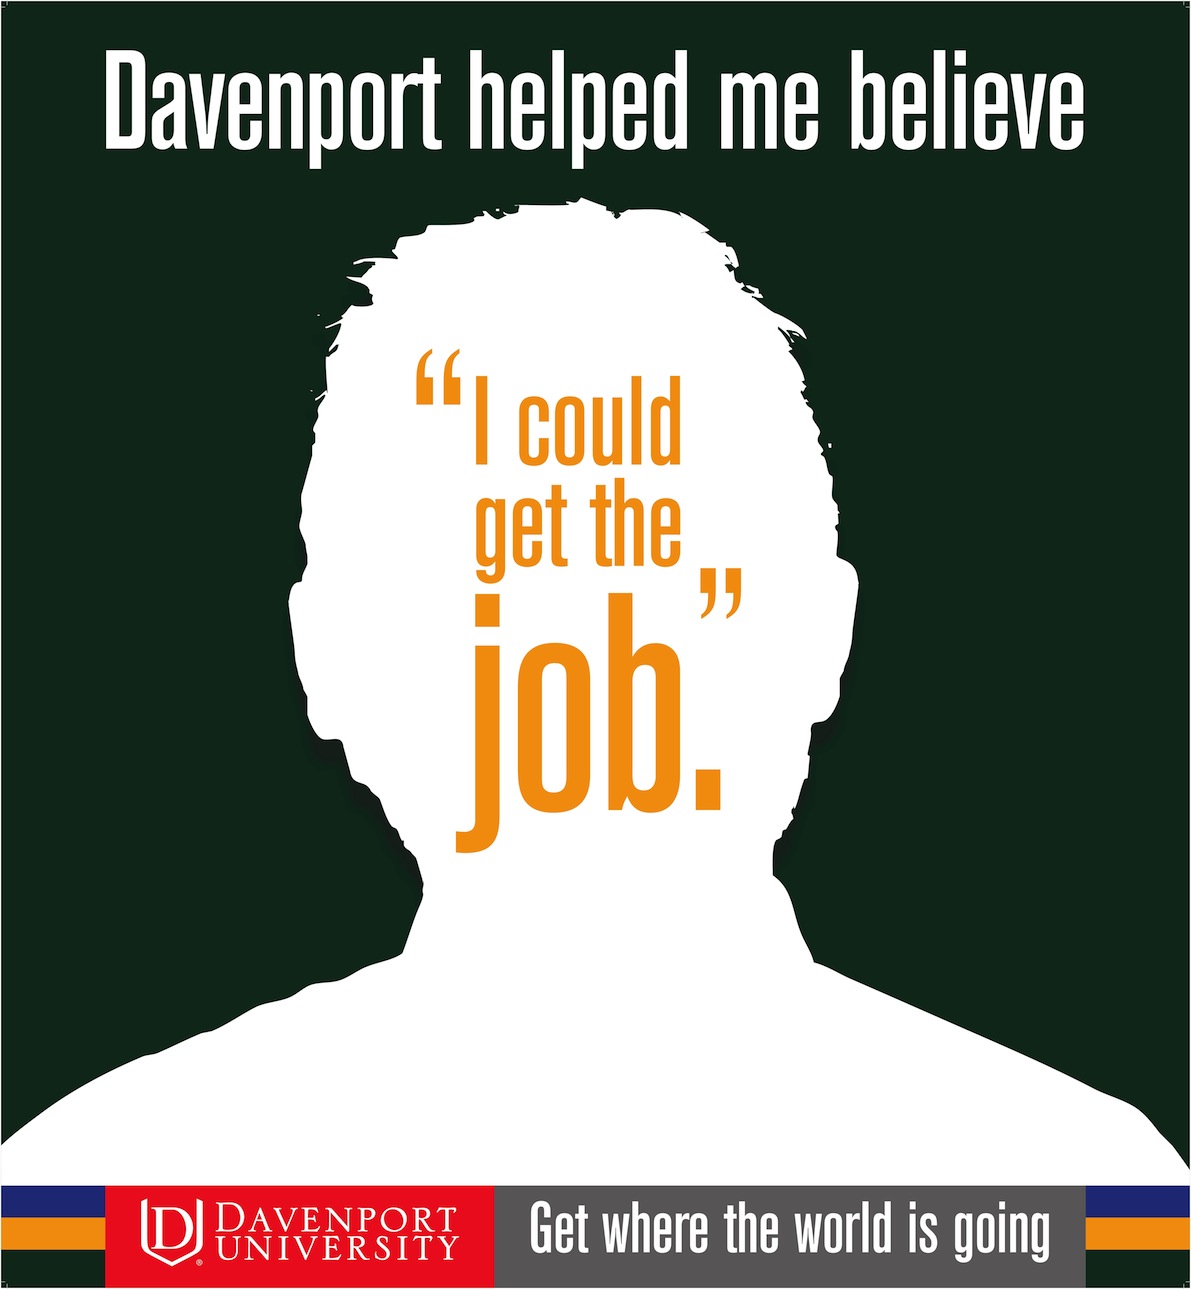 Davenport helped me believe
“I could
get the
job.”
D
DAVENPORT
UNIVERSITY®
Get where the world is going